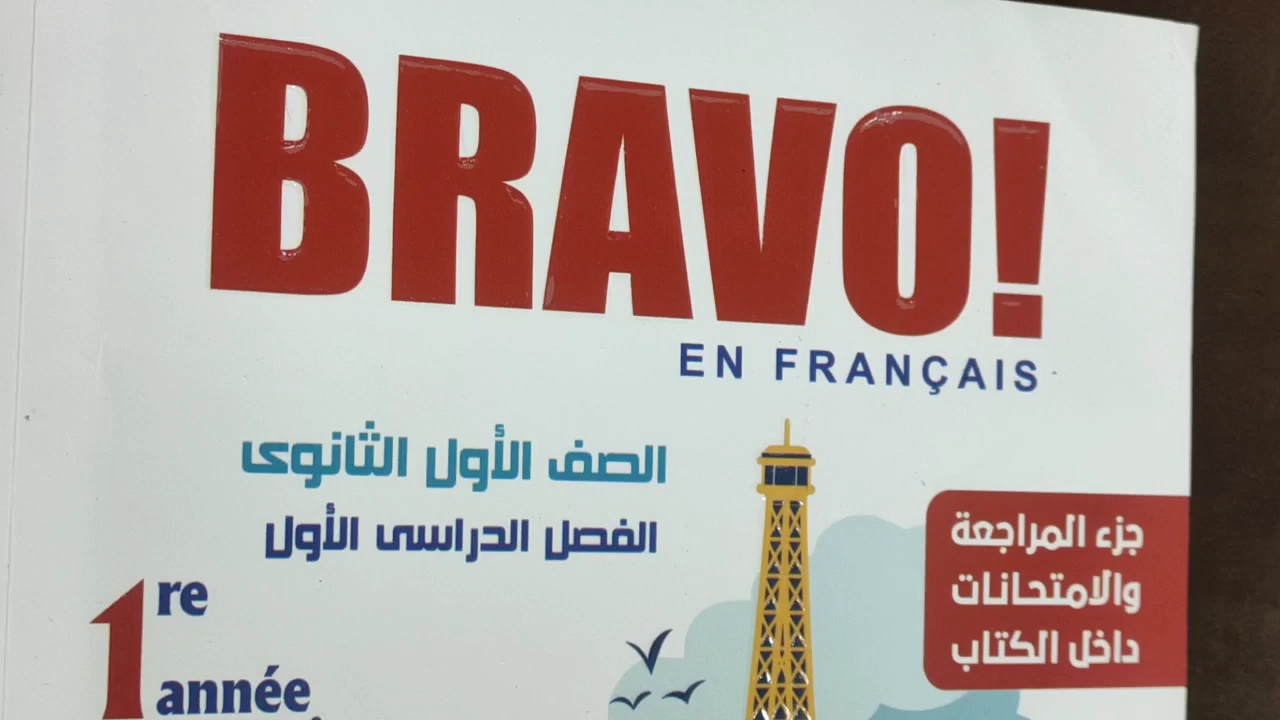 BRAVO!
EN FRANÇAIS
الصف الأول الثانوى
الفصل الدراسى الأول
1re
année
جزء المراجعة
والامتحانات
داخل الكتاب